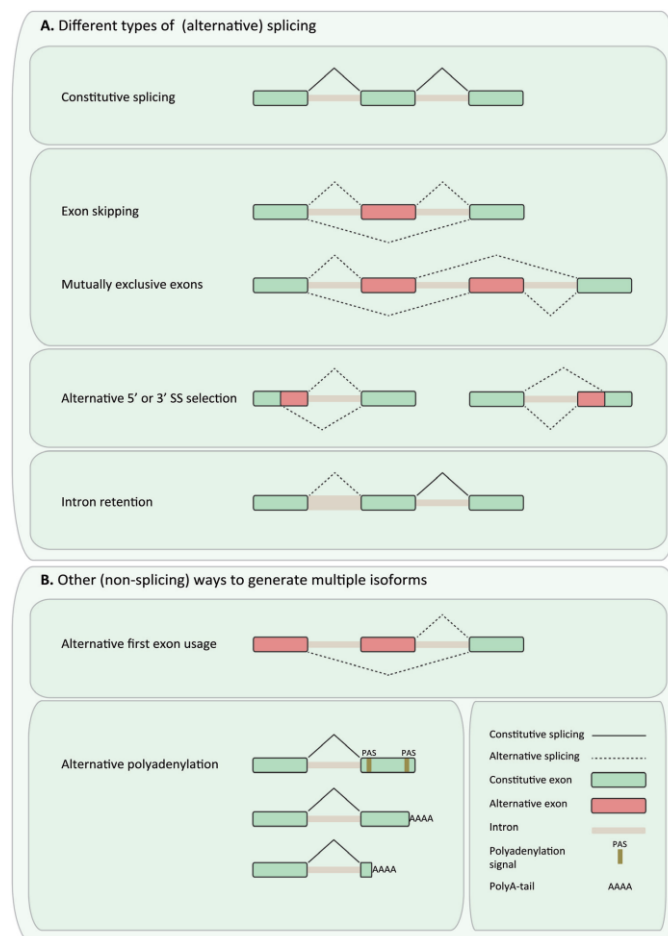 A. Different types of (alternative) splicing
Constitutive splicing
Exon skipping
Mutually exclusive exons
Alternative 5' or 3' SS selection
Intron retention
B. Other (non-splicing) ways to generate multiple isoforms
Alternative first exon usage
Alternative polyadenylation
PAS PAS
AAAA
AAAA
Constitutive splicing
Alternative splicing
Constitutive exon
Alternative exon
Intron
PAS
Polyadenylation
signal
PolyA-tail AAAA